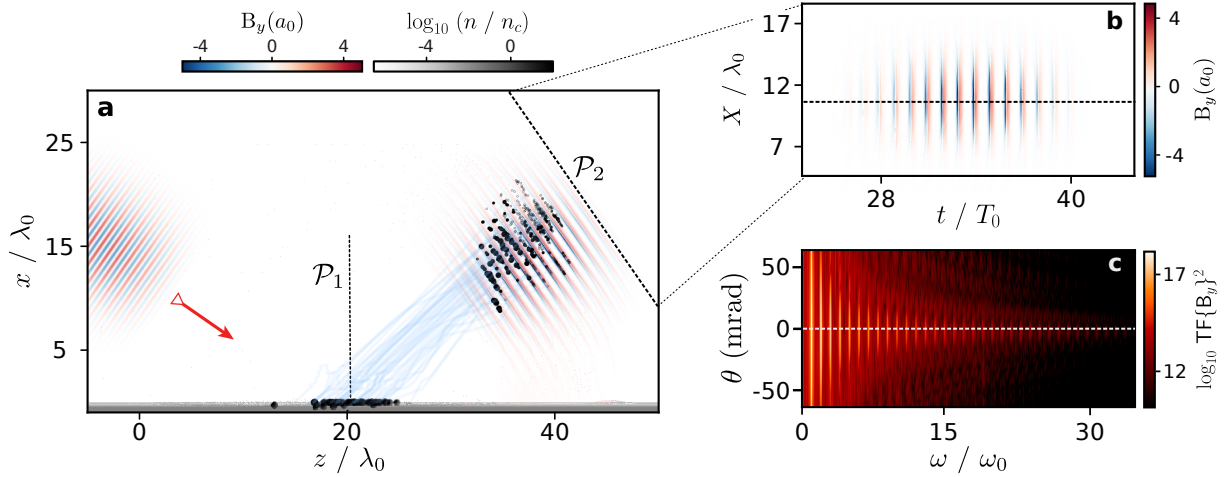 B_y(a_0)
-4 0 4
log_10 (n / n_c)
-4 0
a
25
15
5
x / λ_0
0 20 40
z / λ_0
𝒫_1
𝒫_2
b
17
12
7
X / λ_0
28 40
t / T_0
4
0
-4
B_y(a_0)
c
50
0
-50
θ (mrad)
0 15 30
ω / ω_0
17
12
log_10 TF{B_y}^2